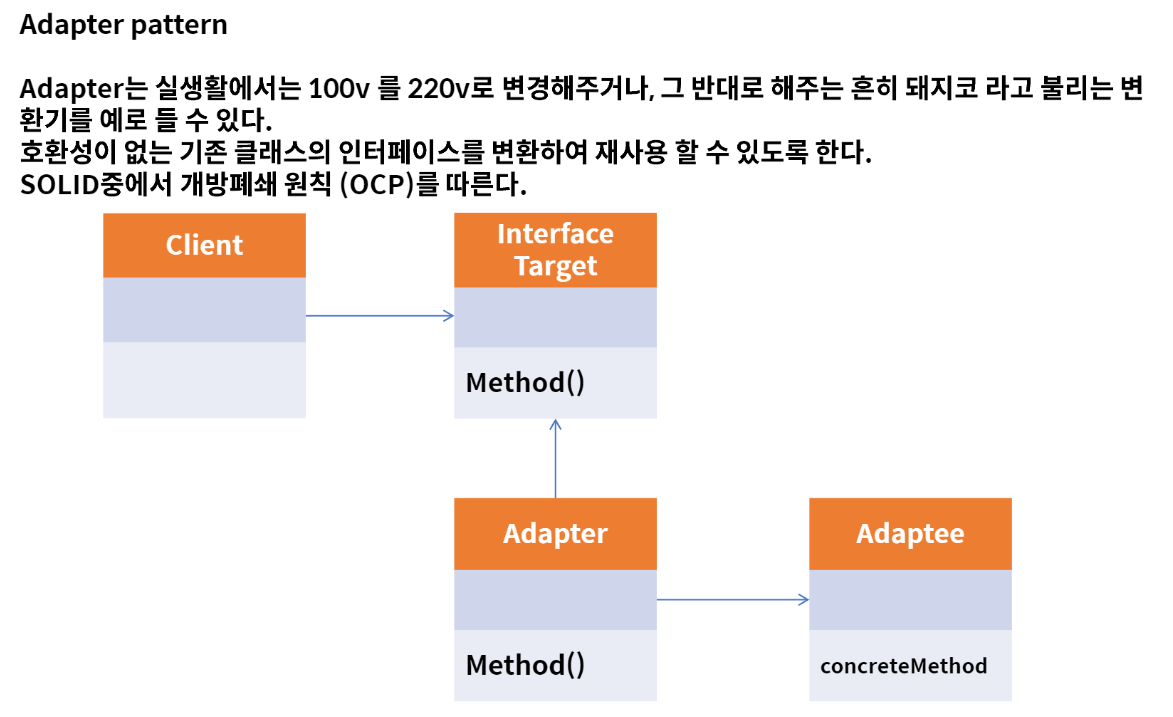 Adapter pattern
Adapter는 실생활에서는 100v 를 220v로 변경해주거나, 그 반대로 해주는 흔히 돼지코 라고 불리는 변
환기를 예로 들 수 있다.
호환성이 없는 기존 클래스의 인터페이스를 변환하여 재사용 할 수 있도록 한다.
SOLID중에서 개방폐쇄 원칙 (OCP)를 따른다.
Client
Interface
Target
Method()
Adapter
Method()
Adaptee
concreteMethod